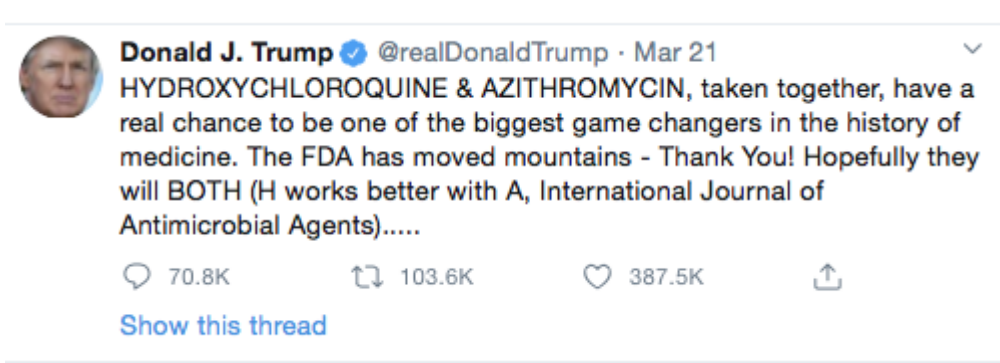 Donald J. Trump @realDonaldTrump · Mar 21
HYDROXYCHLOROQUINE & AZITHROMYCIN, taken together, have a
real chance to be one of the biggest game changers in the history of
medicine. The FDA has moved mountains - Thank You! Hopefully they
will BOTH (H works better with A, International Journal of
Antimicrobial Agents).....
70.8K 103.6K 387.5K
Show this thread